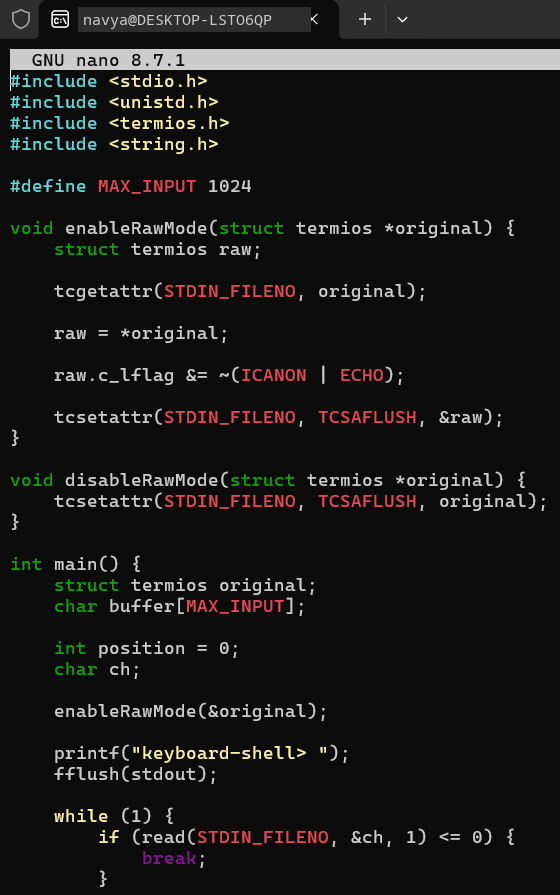 navya@DESKTOP-LSTO6QP
GNU nano 8.7.1
#include <stdio.h>
#include <unistd.h>
#include <termios.h>
#include <string.h>
#define MAX_INPUT 1024
void enableRawMode(struct termios *original) {
    struct termios raw;
    tcgetattr(STDIN_FILENO, original);
    raw = *original;
    raw.c_lflag &= ~(ICANON | ECHO);
    tcsetattr(STDIN_FILENO, TCSAFLUSH, &raw);
}
void disableRawMode(struct termios *original) {
    tcsetattr(STDIN_FILENO, TCSAFLUSH, original);
}
int main() {
    struct termios original;
    char buffer[MAX_INPUT];
    int position = 0;
    char ch;
    enableRawMode(&original);
    printf("keyboard-shell> ");
    fflush(stdout);
    while (1) {
        if (read(STDIN_FILENO, &ch, 1) <= 0) {
            break;
        }